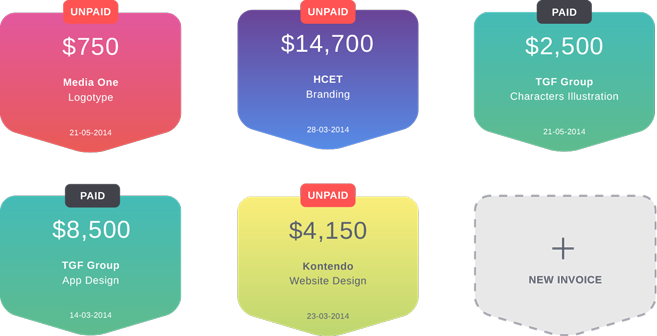 UNPAID
$750
Media One
Logotype
21-05-2014
UNPAID
$14,700
HCET
Branding
28-03-2014
PAID
$2,500
TGF Group
Characters Illustration
21-05-2014
PAID
$8,500
TGF Group
App Design
14-03-2014
UNPAID
$4,150
Kontendo
Website Design
23-03-2014
NEW INVOICE